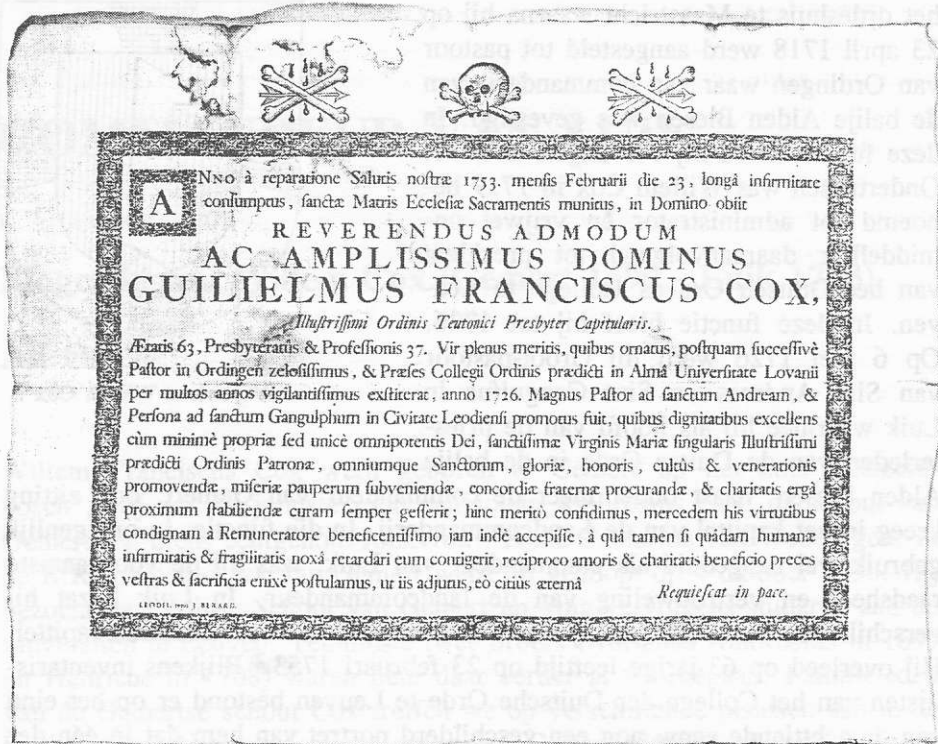 ANno à reparatione Salutis noſtræ 1753. menſis Februarii die 23. longâ infirmitate
conſumptus, ſanctæ Matris Eccleſiæ Sacramentis munitus, in Domino obiit
REVERENDUS ADMODUM
AC AMPLISSIMUS DOMINUS
GUILIELMUS FRANCISCUS COX.
Illuſtriſſimi Ordinis Teutonici Presbyter Capitularis.
Ætatis 63, Presbyteratûs & Profeſſionis 37. Vir plenus meritis, quibus ornatus, poſtquam ſucceſſivè
Paſtor in Ordingen zeloſiſſimus, & Præſes Collegii Ordinis prædicti in Almâ Univerſitate Lovanii
per multos annos vigilantiſſimus exſtiterat, anno 1726. Magnus Paſtor ad ſanctum Andream, &
Perſona ad ſanctum Gangulphum in Civitate Leodienſi promotus fuit, quibus dignitatibus excellens
cùm minimè propriæ ſed unicè omnipotentis Dei, ſanctiſſimæ Virginis Mariæ ſingularis Illuſtriſſimi
prædicti Ordinis Patronæ, omniumque Sanctorum, gloriæ, honoris, cultûs & venerationis
promovendæ, miſeriæ pauperum ſubveniendæ, concordiæ fraternæ procurandæ, & charitatis ergà
proximum ſtabiliendæ curam ſemper geſſerit; hinc meritò confidimus, mercedem his virtutibus
condignam à Remuneratore beneficentiſſimo jam indè accepiſſe, à quâ tamen ſi quidam humanæ
infirmitatis & fragilitatis nævi retardari contigerit, reciproco amoris & charitatis beneficio preces
veſtras & ſacrificia enixè poſtulamus, ut iis adjutus, eò citiùs æternâ
Requieſcat in pace.
LEODII, typis J. BERARD.